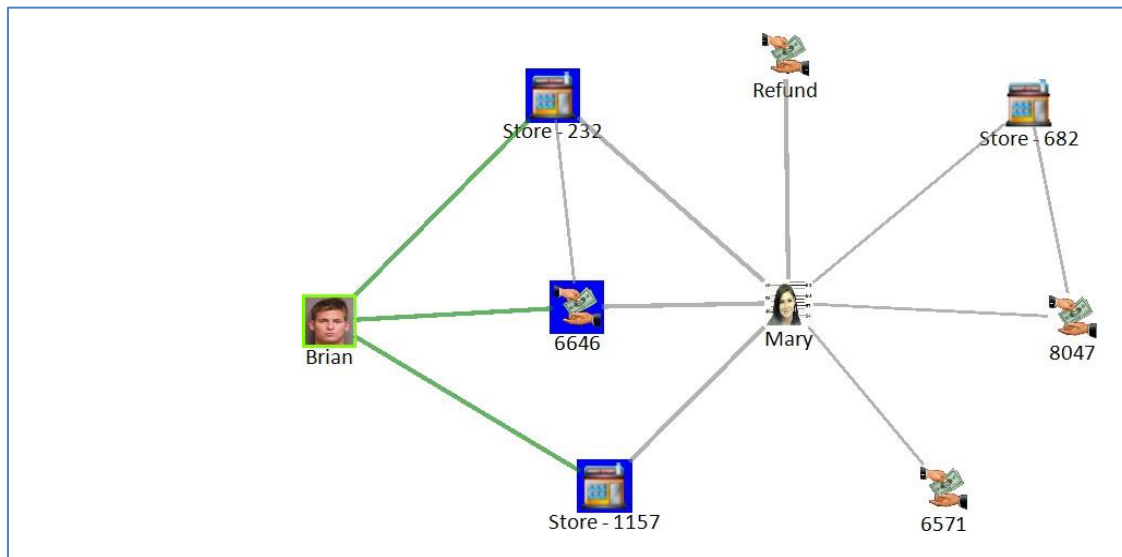 Refund
Store - 232
Store - 682
Brian
6646
Mary
8047
Store - 1157
6571